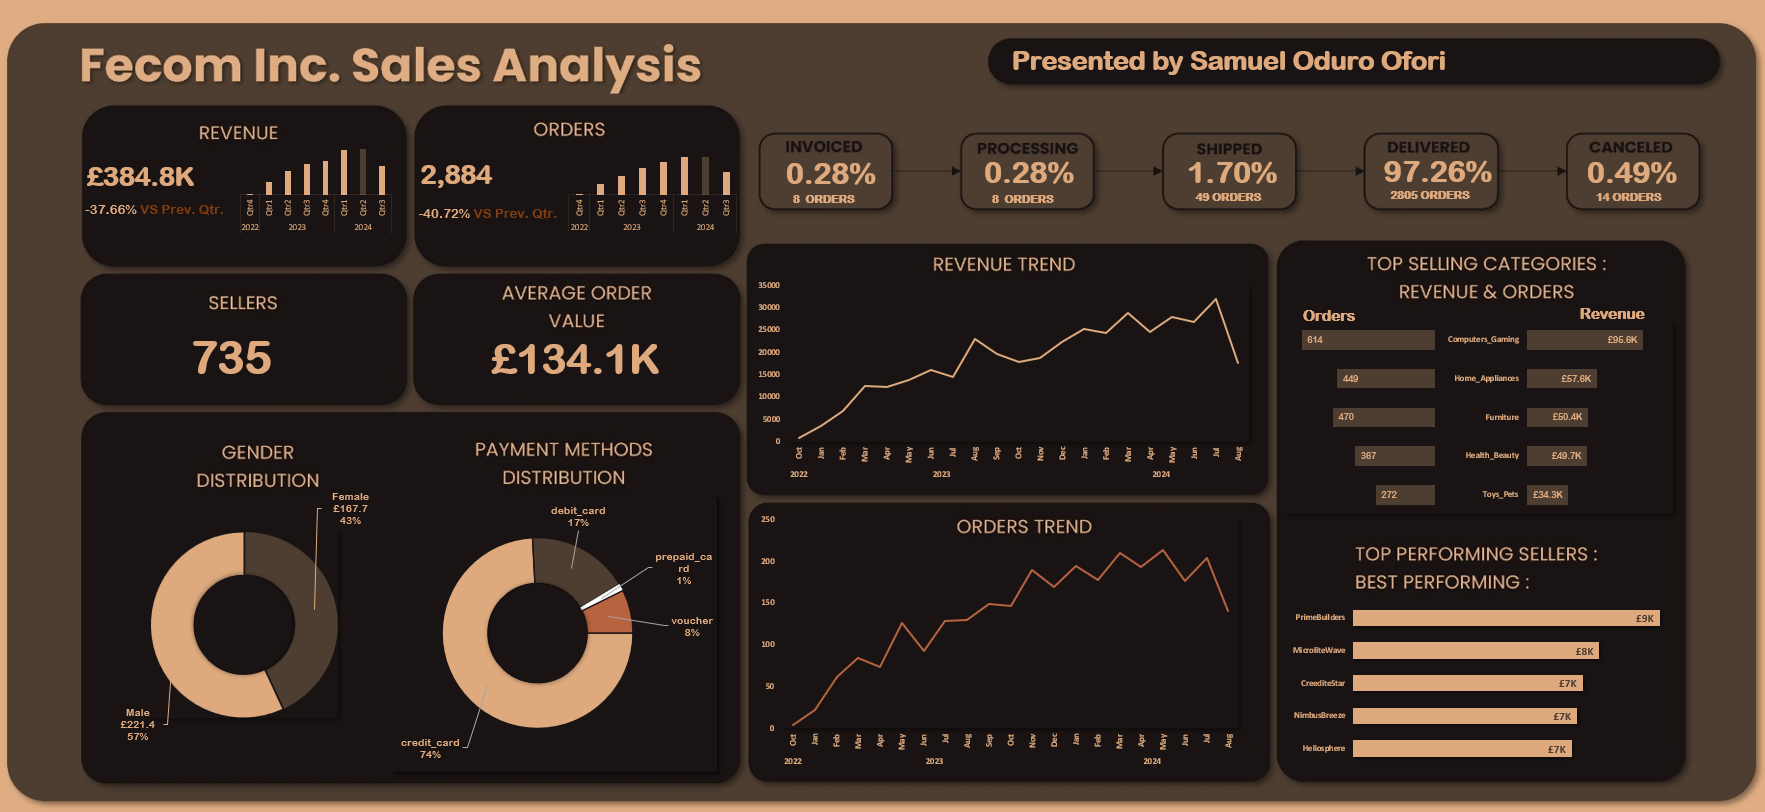 Fecom Inc. Sales Analysis
Presented by Samuel Oduro Ofori
REVENUE
£384.8K
-37.66% VS Prev. Qtr.
Qtr4 Qtr1 Qtr2 Qtr3 Qtr4 Qtr1 Qtr2 Qtr3
2022 2023 2024
ORDERS
2,884
-40.72% VS Prev. Qtr.
Qtr4 Qtr1 Qtr2 Qtr3 Qtr4 Qtr1 Qtr2 Qtr3
2022 2023 2024
INVOICED
0.28%
8 ORDERS
PROCESSING
0.28%
8 ORDERS
SHIPPED
1.70%
49 ORDERS
DELIVERED
97.26%
2805 ORDERS
CANCELED
0.49%
14 ORDERS
SELLERS
735
AVERAGE ORDER
VALUE
£134.1K
GENDER
DISTRIBUTION
Female
£167.7
43%
Male
£221.4
57%
PAYMENT METHODS
DISTRIBUTION
debit_card
17%
prepaid_ca
rd
1%
voucher
8%
credit_card
74%
REVENUE TREND
35000
30000
25000
20000
15000
10000
5000
0
Oct Jan Feb Mar Apr May Jun Jul Aug Sep Oct Nov Dec Jan Feb Mar Apr May Jun Jul Aug
2022 2023 2024
ORDERS TREND
250
200
150
100
50
0
Oct Jan Feb Mar Apr May Jun Jul Aug Sep Oct Nov Dec Jan Feb Mar Apr May Jun Jul Aug
2022 2023 2024
TOP SELLING CATEGORIES :
REVENUE & ORDERS
Orders Revenue
614 Computers_Gaming £95.6K
449 Home_Appliances £57.6K
470 Furniture £50.4K
367 Health_Beauty £49.7K
272 Toys_Pets £34.3K
TOP PERFORMING SELLERS :
BEST PERFORMING :
PrimeBuilders £9K
MicroliteWave £8K
CreediteStar £7K
NimbusBreeze £7K
Heliosphere £7K